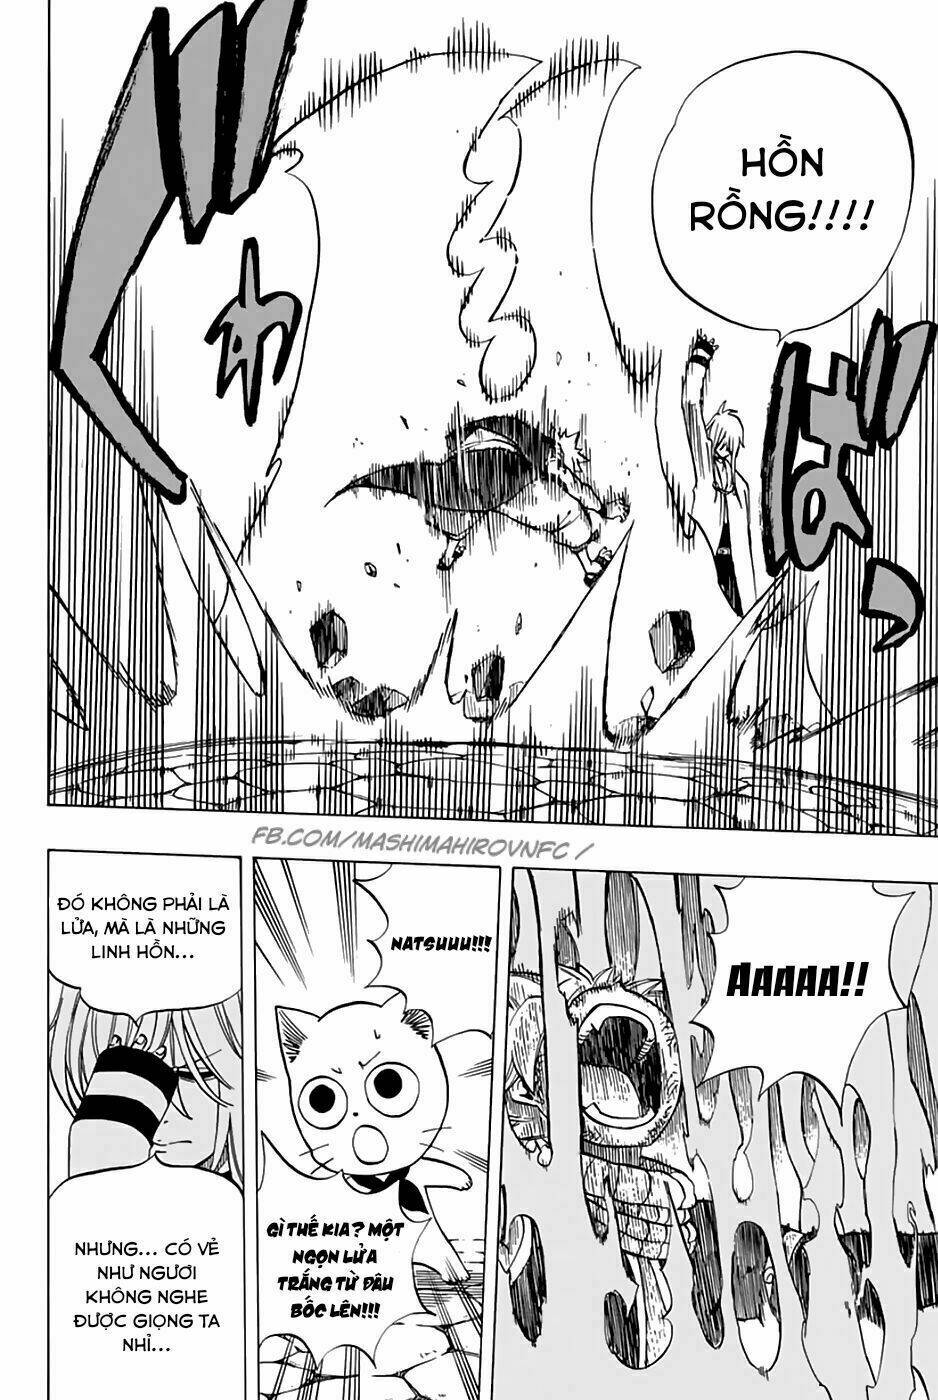 HỒN
RỒNG!!!!
わ
ばっ
FB.COM/MASHIMAHIROVNFC /
AAAAA!!
NATSUUU!!!
GÌ THẾ KIA? MỘT
NGỌN LỬA
TRẮNG TỪ ĐÂU
BỐC LÊN!!!
ĐÓ KHÔNG PHẢI LÀ
LỬA, MÀ LÀ NHỮNG
LINH HỒN...
NHƯNG... CÓ VẺ
NHƯ NGƯƠI
KHÔNG NGHE
ĐƯỢC GIỌNG TA
NHỈ...